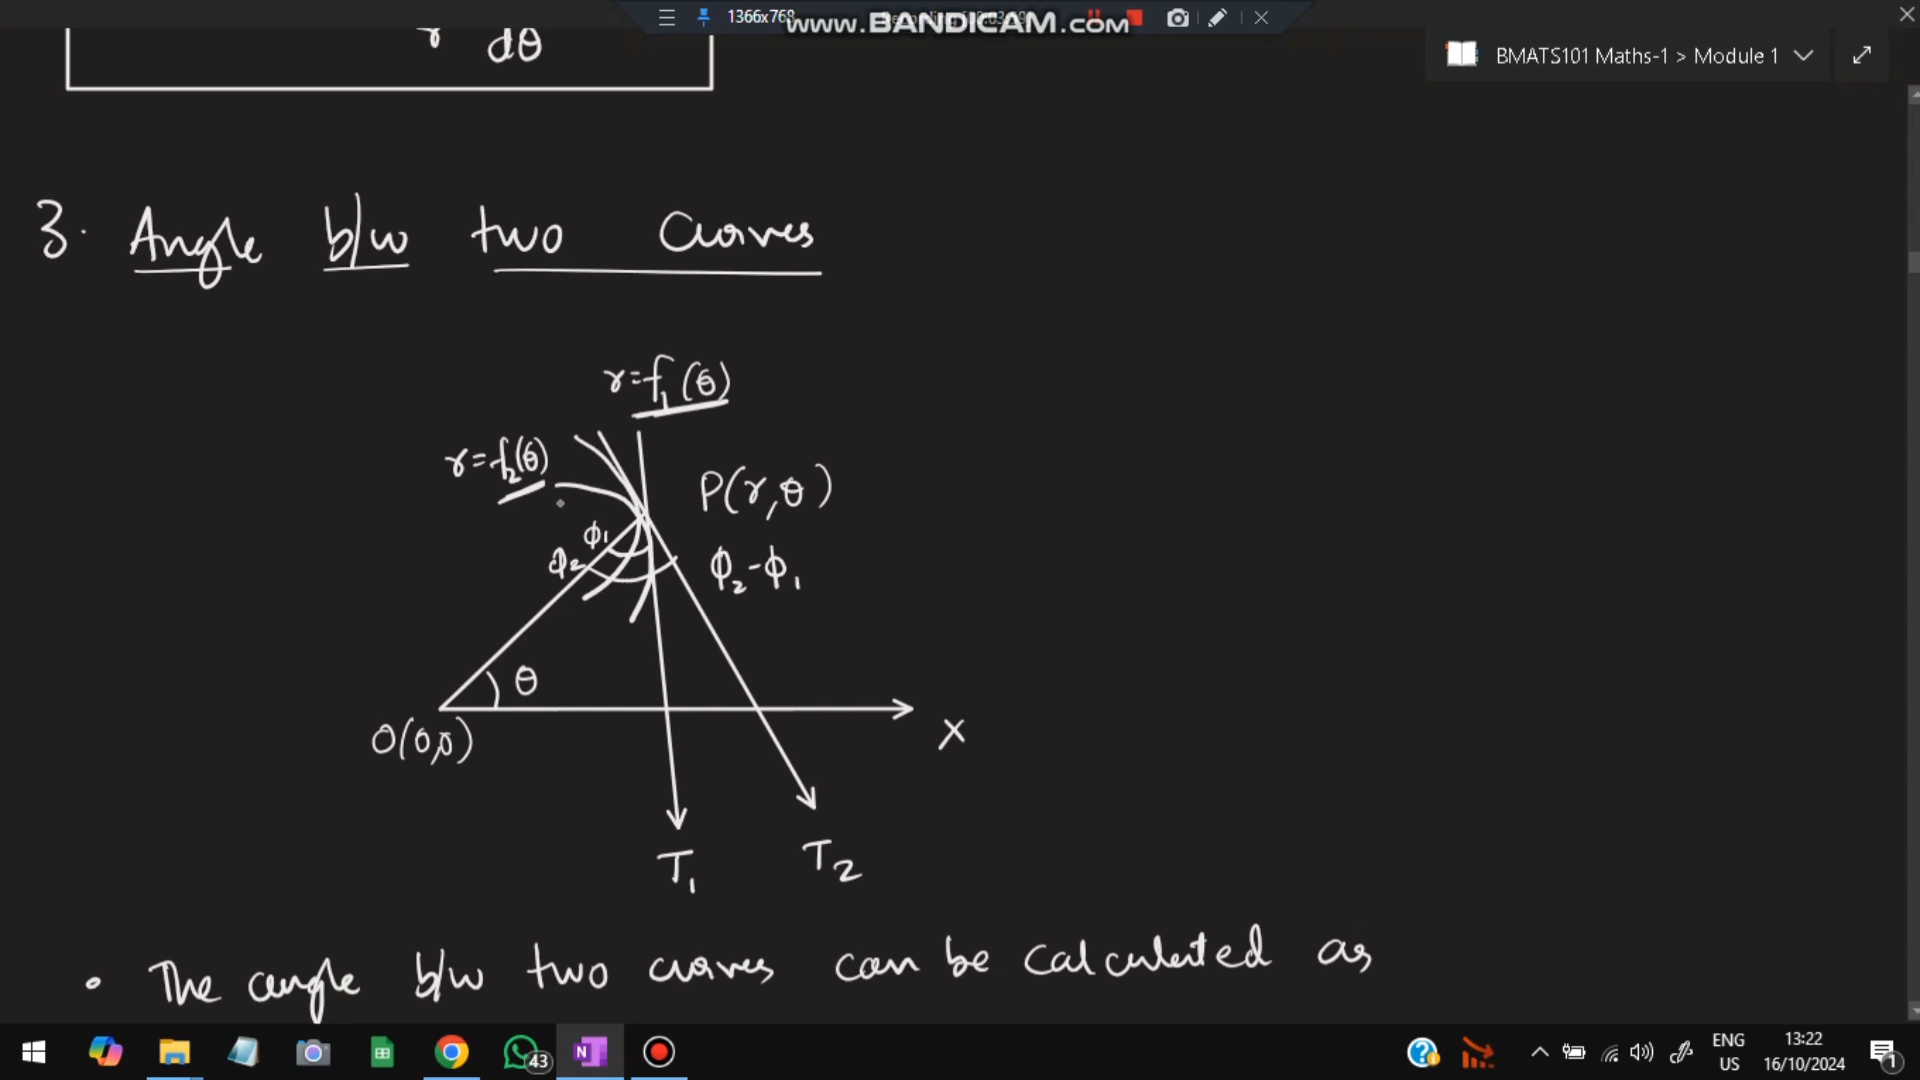 1366x768
www.BANDICAM.com
r dθ
BMATS101 Maths-1 > Module 1
3. Angle b/w two Curves
r=f₁(θ)
r=f₂(θ)
P(r,θ)
ϕ₁
ϕ₂
ϕ₂-ϕ₁
θ
O(0,0)
X
T₁
T₂
• The angle b/w two curves can be calculated as
43
N
ENG
US
13:22
16/10/2024
1